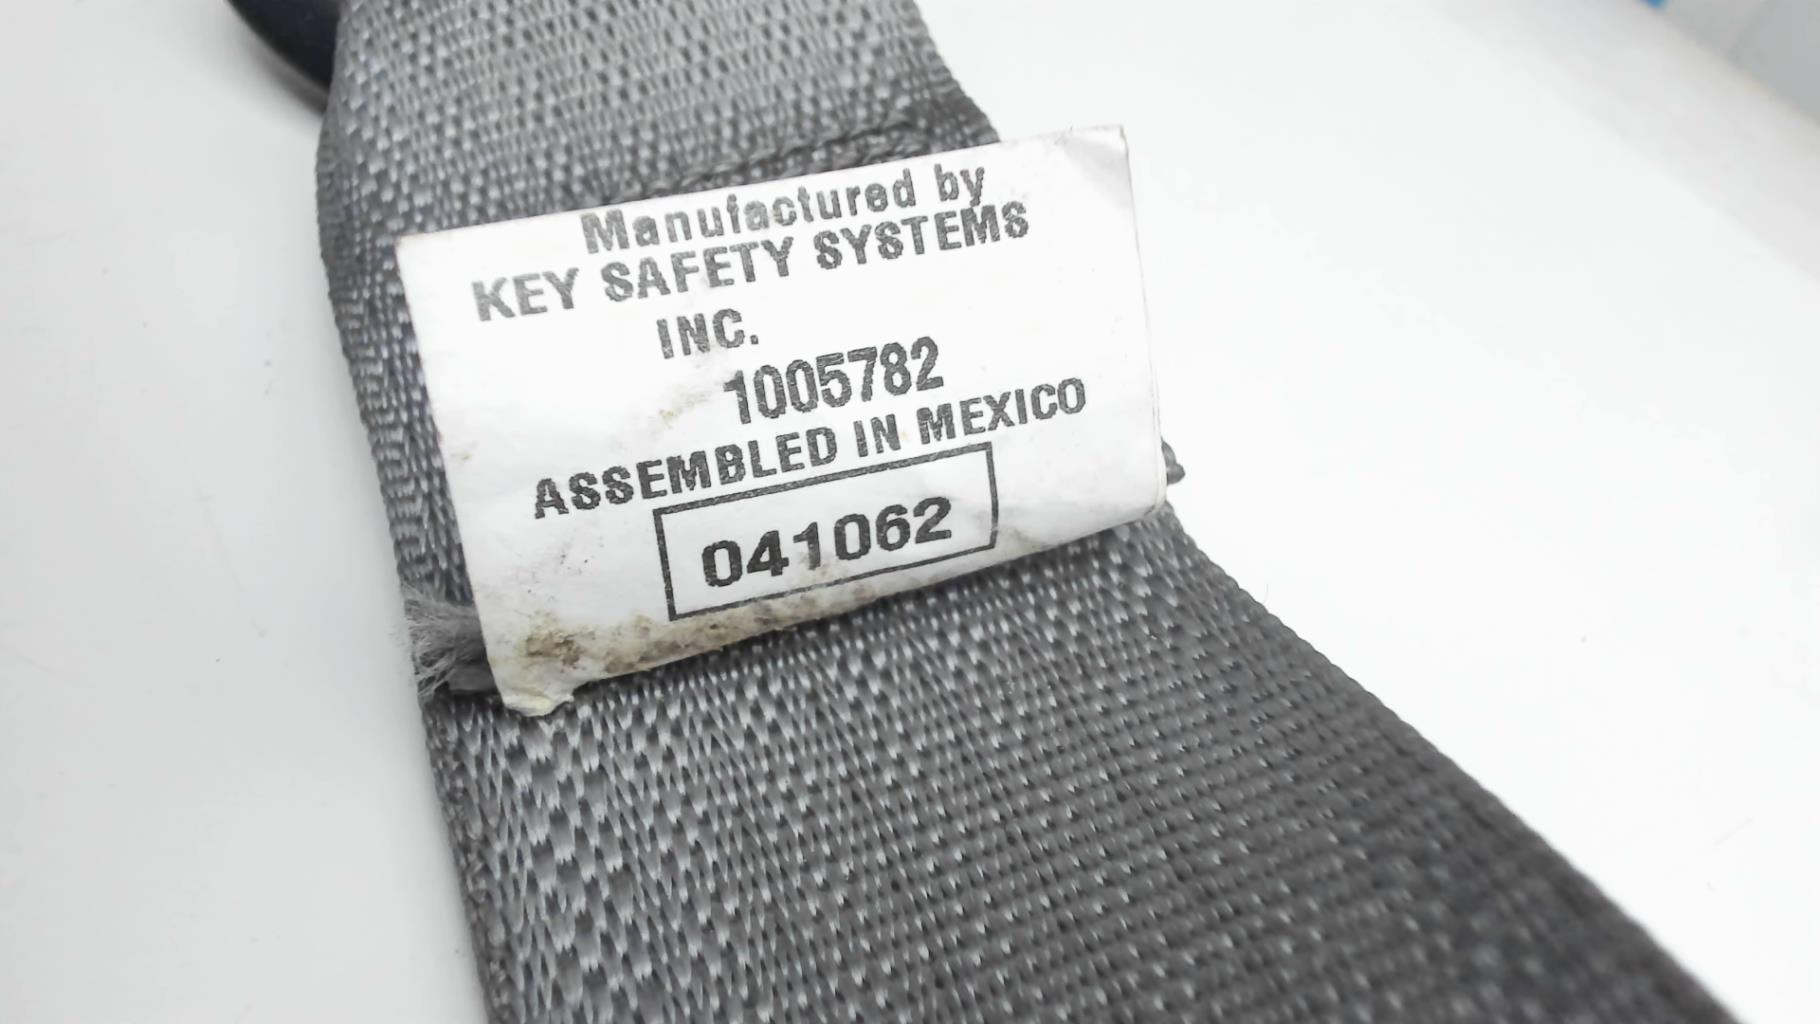 Manufactured by
KEY SAFETY SYSTEMS
INC.
1005782
ASSEMBLED IN MEXICO
041062